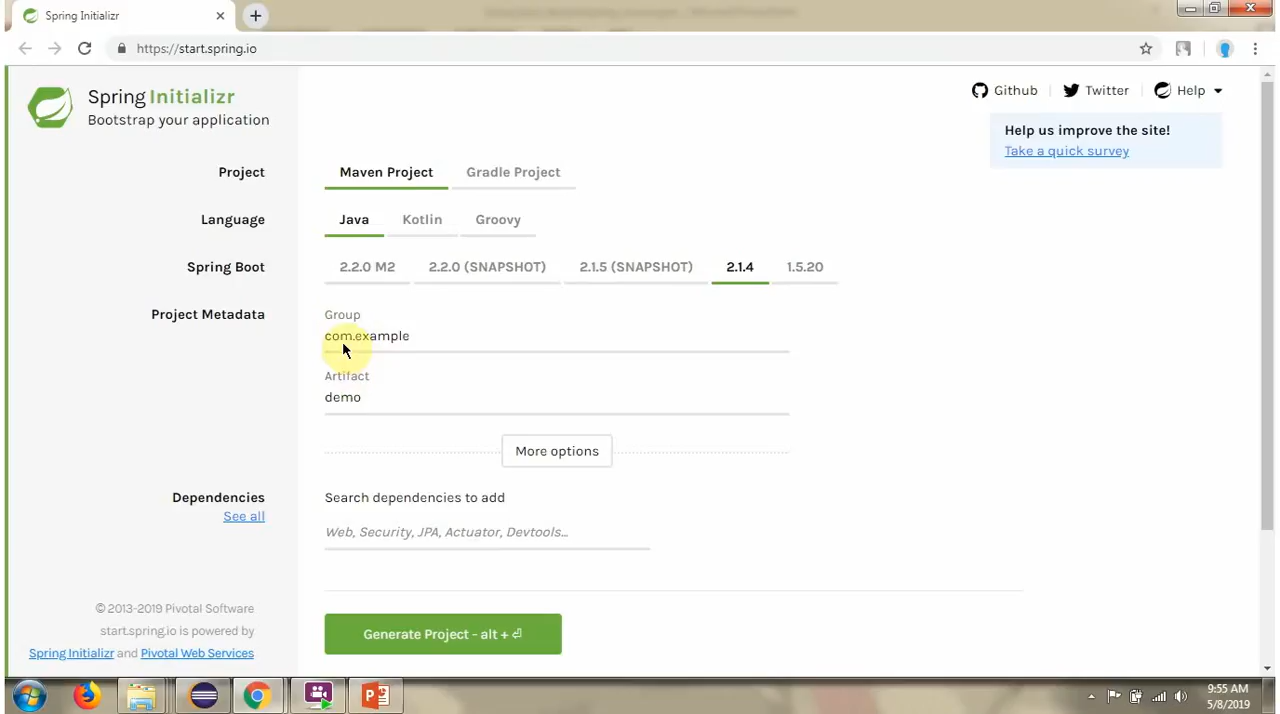 Spring Initializr
https://start.spring.io
Spring Initializr
Bootstrap your application
Github
Twitter
Help
Help us improve the site!
Take a quick survey
Project
Maven Project
Gradle Project
Language
Java
Kotlin
Groovy
Spring Boot
2.2.0 M2
2.2.0 (SNAPSHOT)
2.1.5 (SNAPSHOT)
2.1.4
1.5.20
Project Metadata
Group
com.example
Artifact
demo
More options
Dependencies
See all
Search dependencies to add
Web, Security, JPA, Actuator, Devtools...
© 2013-2019 Pivotal Software
start.spring.io is powered by
Spring Initializr and Pivotal Web Services
Generate Project - alt + ⏎
9:55 AM
5/8/2019